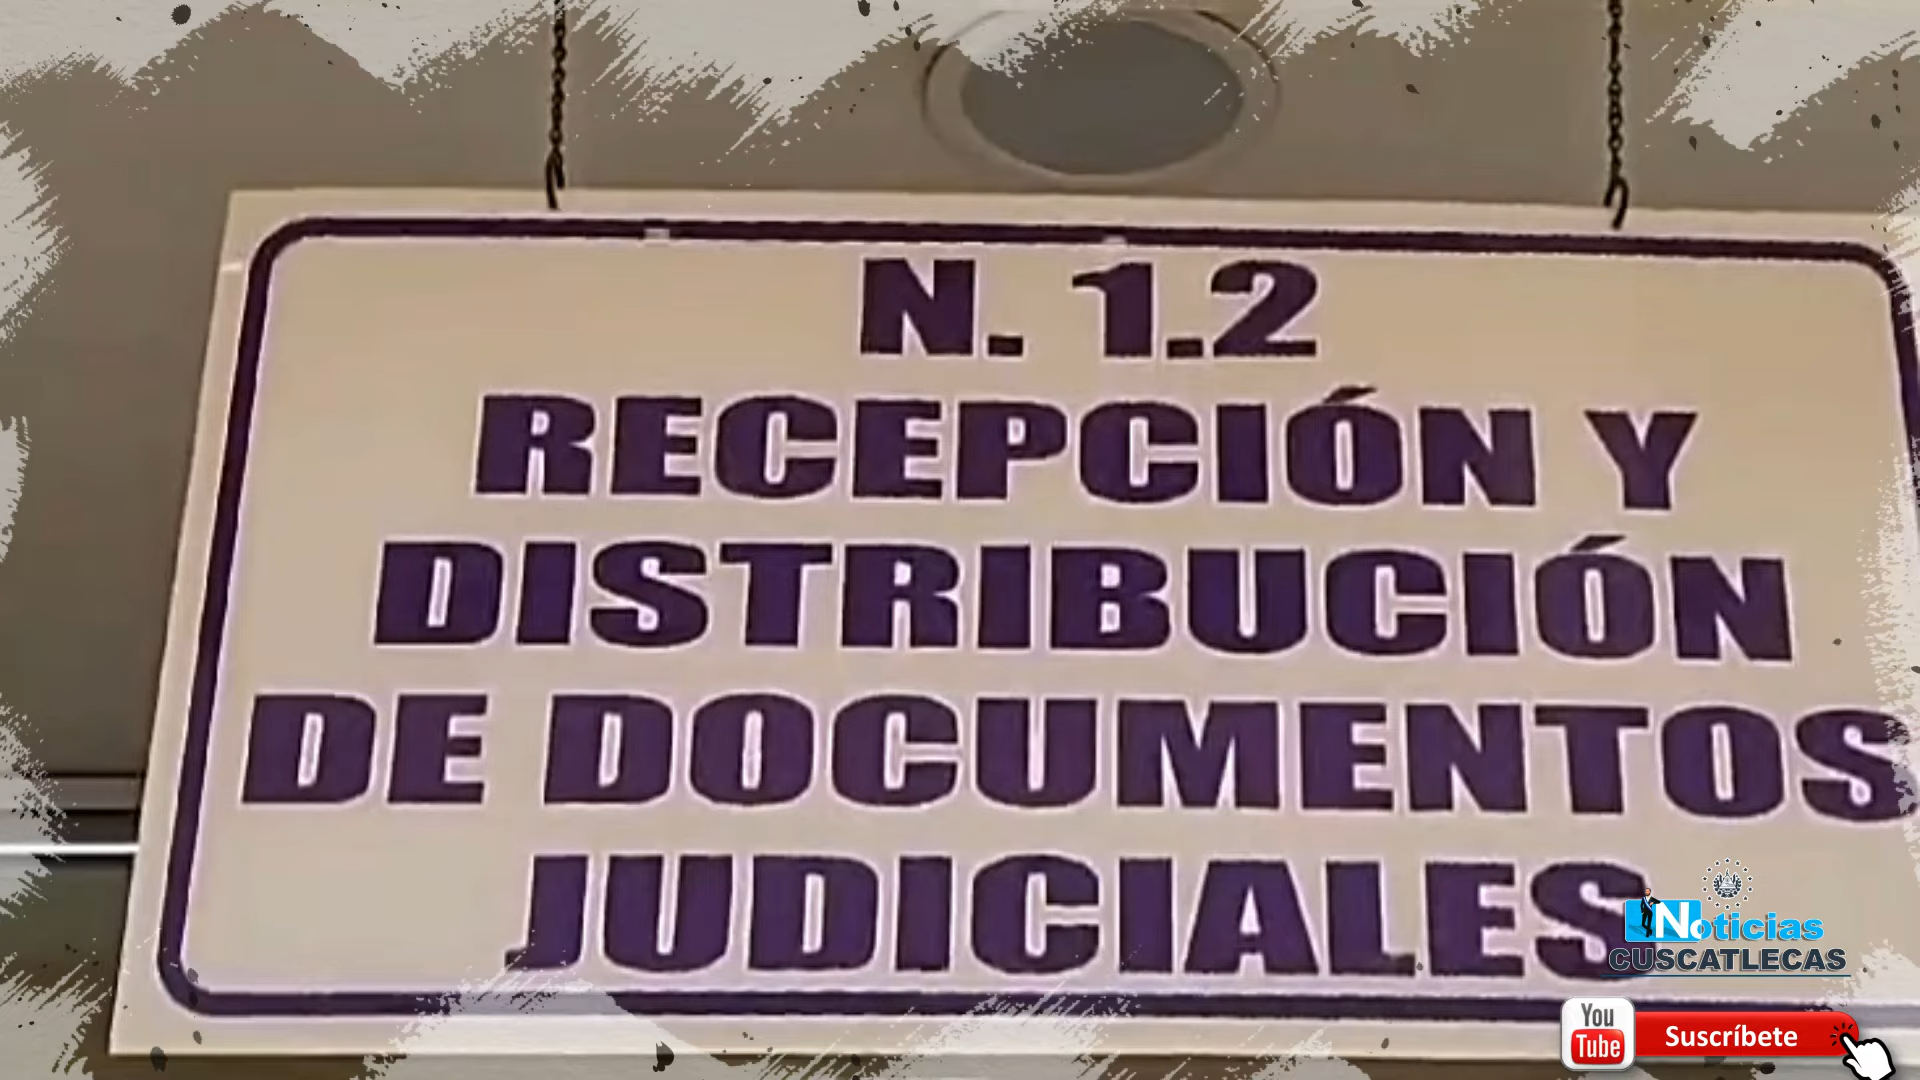 N. 1.2
RECEPCIÓN Y
DISTRIBUCIÓN
DE DOCUMENTOS
JUDICIALES
Noticias
CUSCATLECAS
You
Tube
Suscríbete